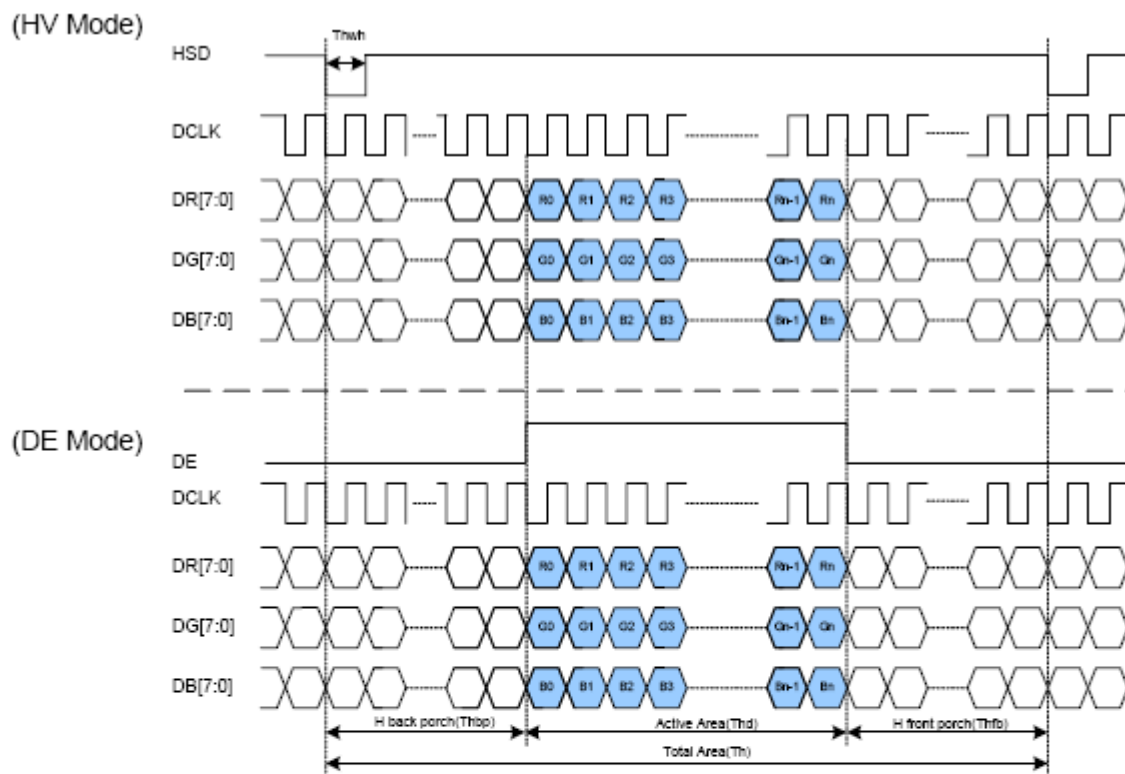 (HV Mode)
Thwh
HSD
DCLK
DR[7:0] R0 R1 R2 R3 Rn-1 Rn
DG[7:0] G0 G1 G2 G3 Gn-1 Gn
DB[7:0] B0 B1 B2 B3 Bn-1 Bn
(DE Mode)
DE
DCLK
DR[7:0] R0 R1 R2 R3 Rn-1 Rn
DG[7:0] G0 G1 G2 G3 Gn-1 Gn
DB[7:0] B0 B1 B2 B3 Bn-1 Bn
H back porch(Thbp) Active Area(Thd) H front porch(Thfb)
Total Area(Th)